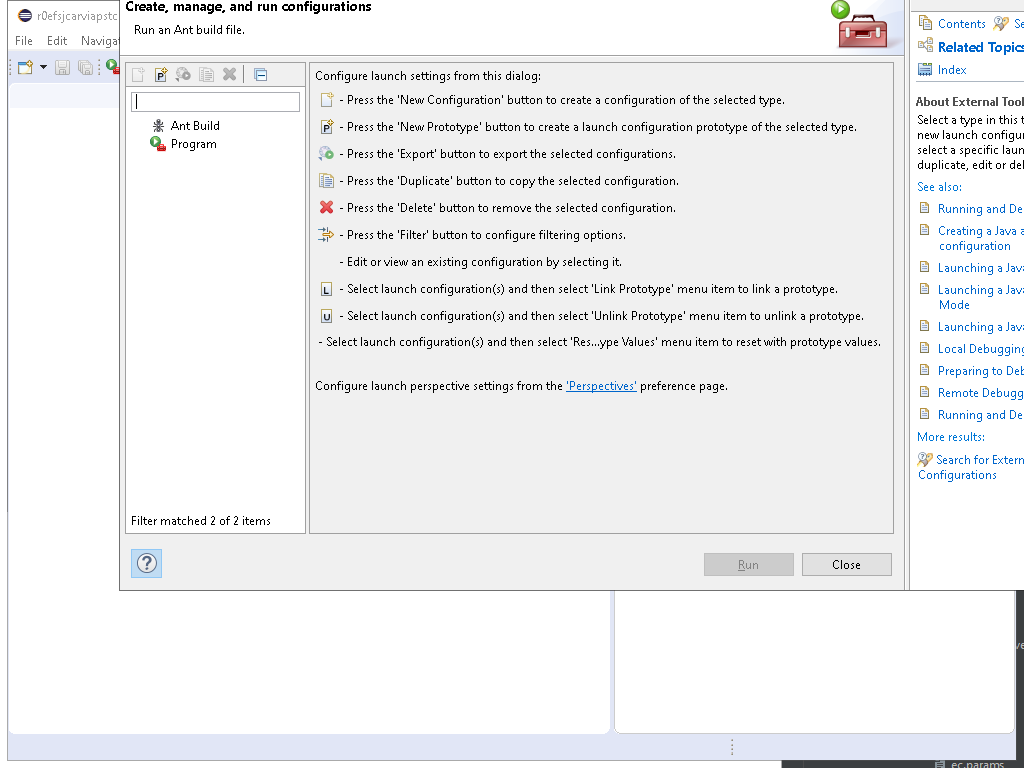 r0efsjcarviapstc
File Edit Naviga
Create, manage, and run configurations
Run an Ant build file.
Ant Build
Program
Filter matched 2 of 2 items
Configure launch settings from this dialog:
- Press the 'New Configuration' button to create a configuration of the selected type.
P - Press the 'New Prototype' button to create a launch configuration prototype of the selected type.
- Press the 'Export' button to export the selected configurations.
- Press the 'Duplicate' button to copy the selected configuration.
- Press the 'Delete' button to remove the selected configuration.
- Press the 'Filter' button to configure filtering options.
- Edit or view an existing configuration by selecting it.
L - Select launch configuration(s) and then select 'Link Prototype' menu item to link a prototype.
U - Select launch configuration(s) and then select 'Unlink Prototype' menu item to unlink a prototype.
- Select launch configuration(s) and then select 'Res...ype Values' menu item to reset with prototype values.
Configure launch perspective settings from the 'Perspectives' preference page.
?
Run Close
Contents Se
Related Topics
Index
About External Tool
Select a type in this t
new launch configur
select a specific laun
duplicate, edit or del
See also:
Running and De
Creating a Java a
configuration
Launching a Java
Launching a Java
Mode
Launching a Java
Local Debugging
Preparing to Deb
Remote Debugg
Running and De
More results:
Search for Extern
Configurations
ec.params